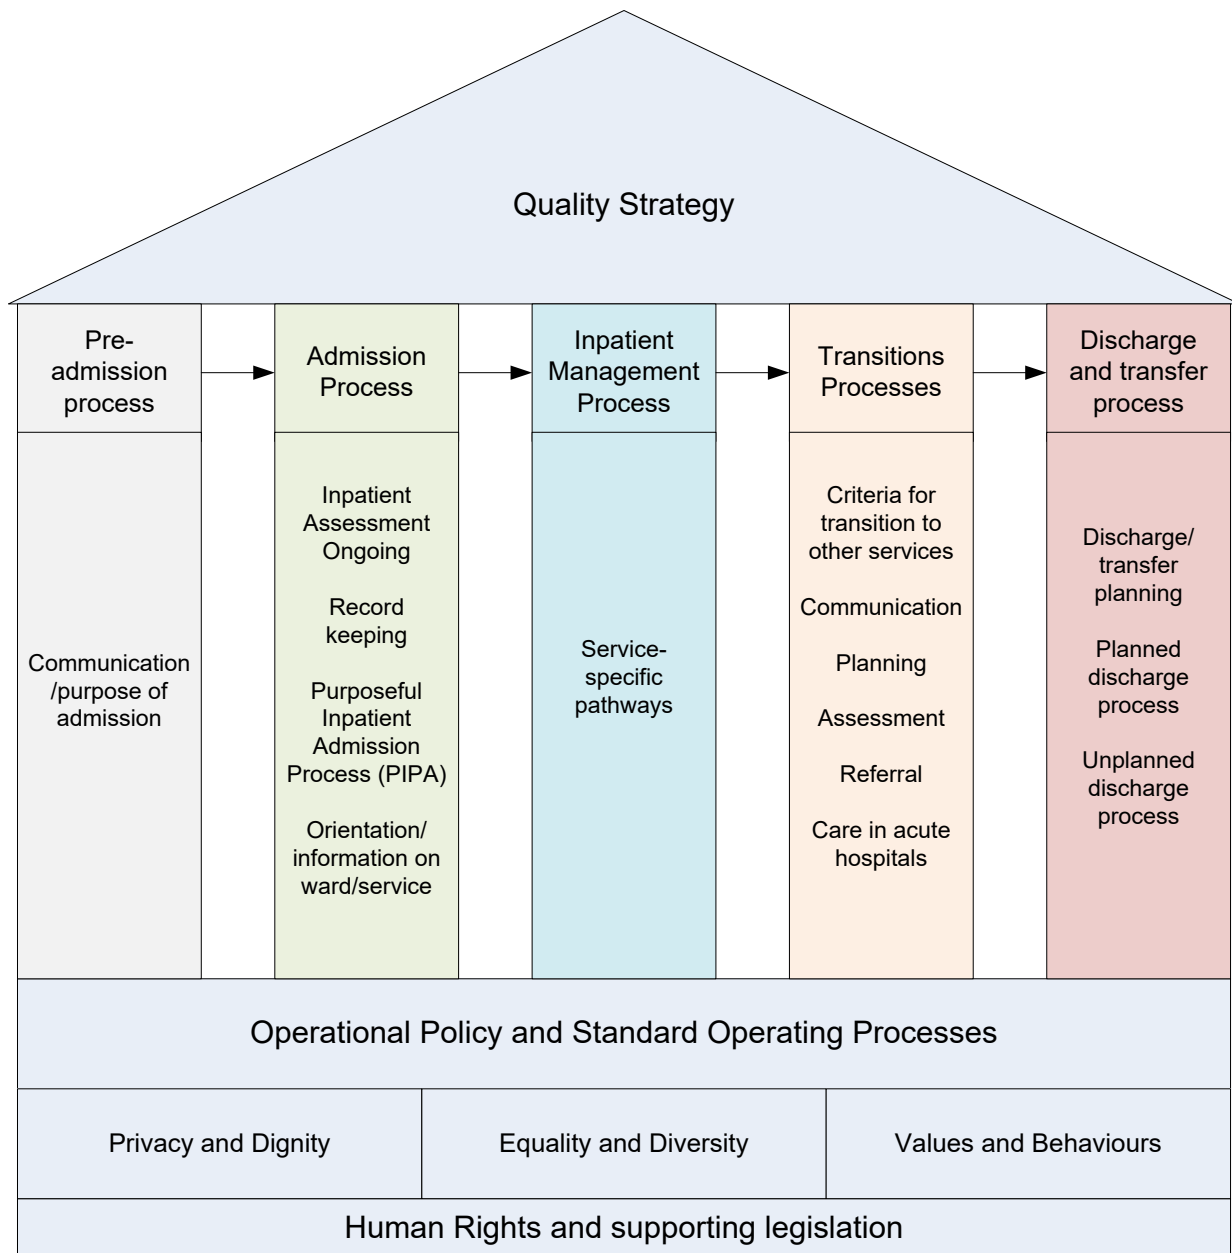 Quality Strategy
Pre-
admission
process
Admission
Process
Inpatient
Management
Process
Transitions
Processes
Discharge
and transfer
process
Communication
/purpose of
admission
Inpatient
Assessment
Ongoing
Record
keeping
Purposeful
Inpatient
Admission
Process (PIPA)
Orientation/
information on
ward/service
Service-
specific
pathways
Criteria for
transition to
other services
Communication
Planning
Assessment
Referral
Care in acute
hospitals
Discharge/
transfer
planning
Planned
discharge
process
Unplanned
discharge
process
Operational Policy and Standard Operating Processes
Privacy and Dignity
Equality and Diversity
Values and Behaviours
Human Rights and supporting legislation